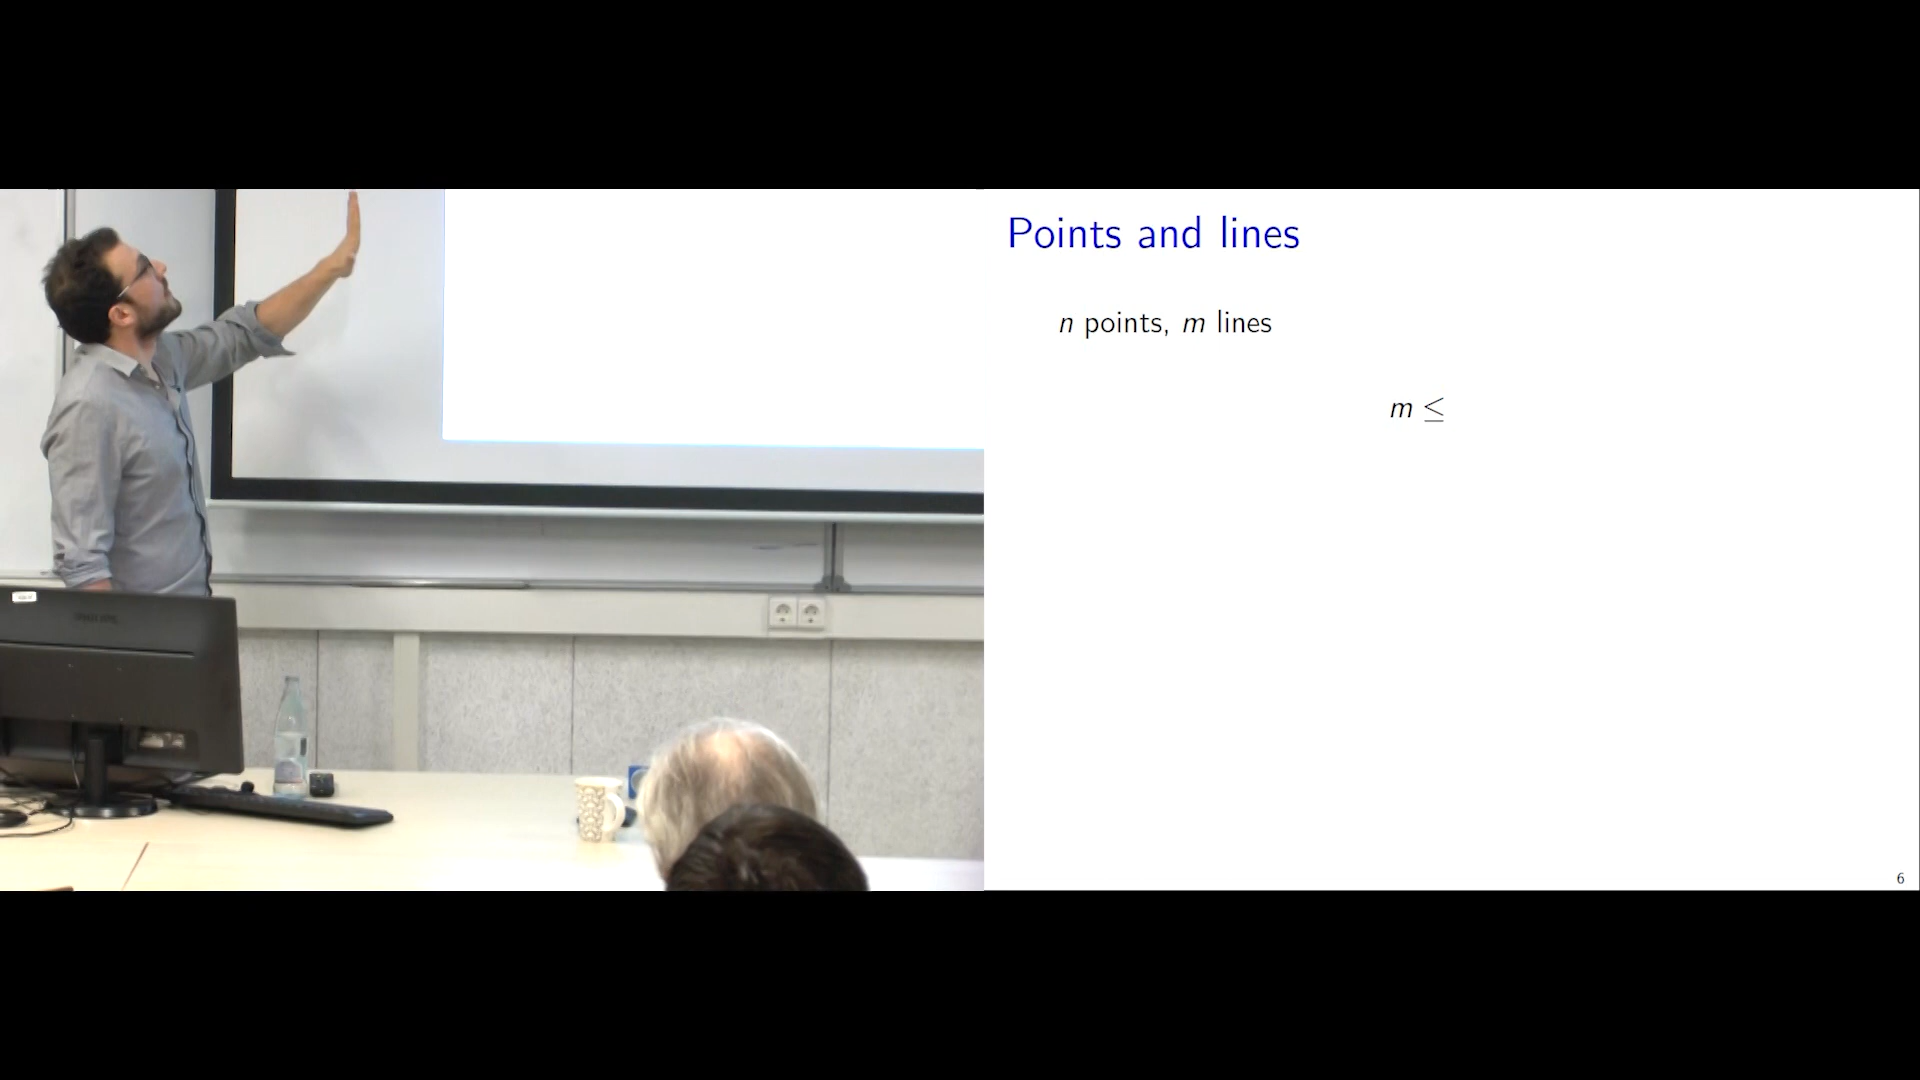 Points and lines
n points, m lines
m ≤
6